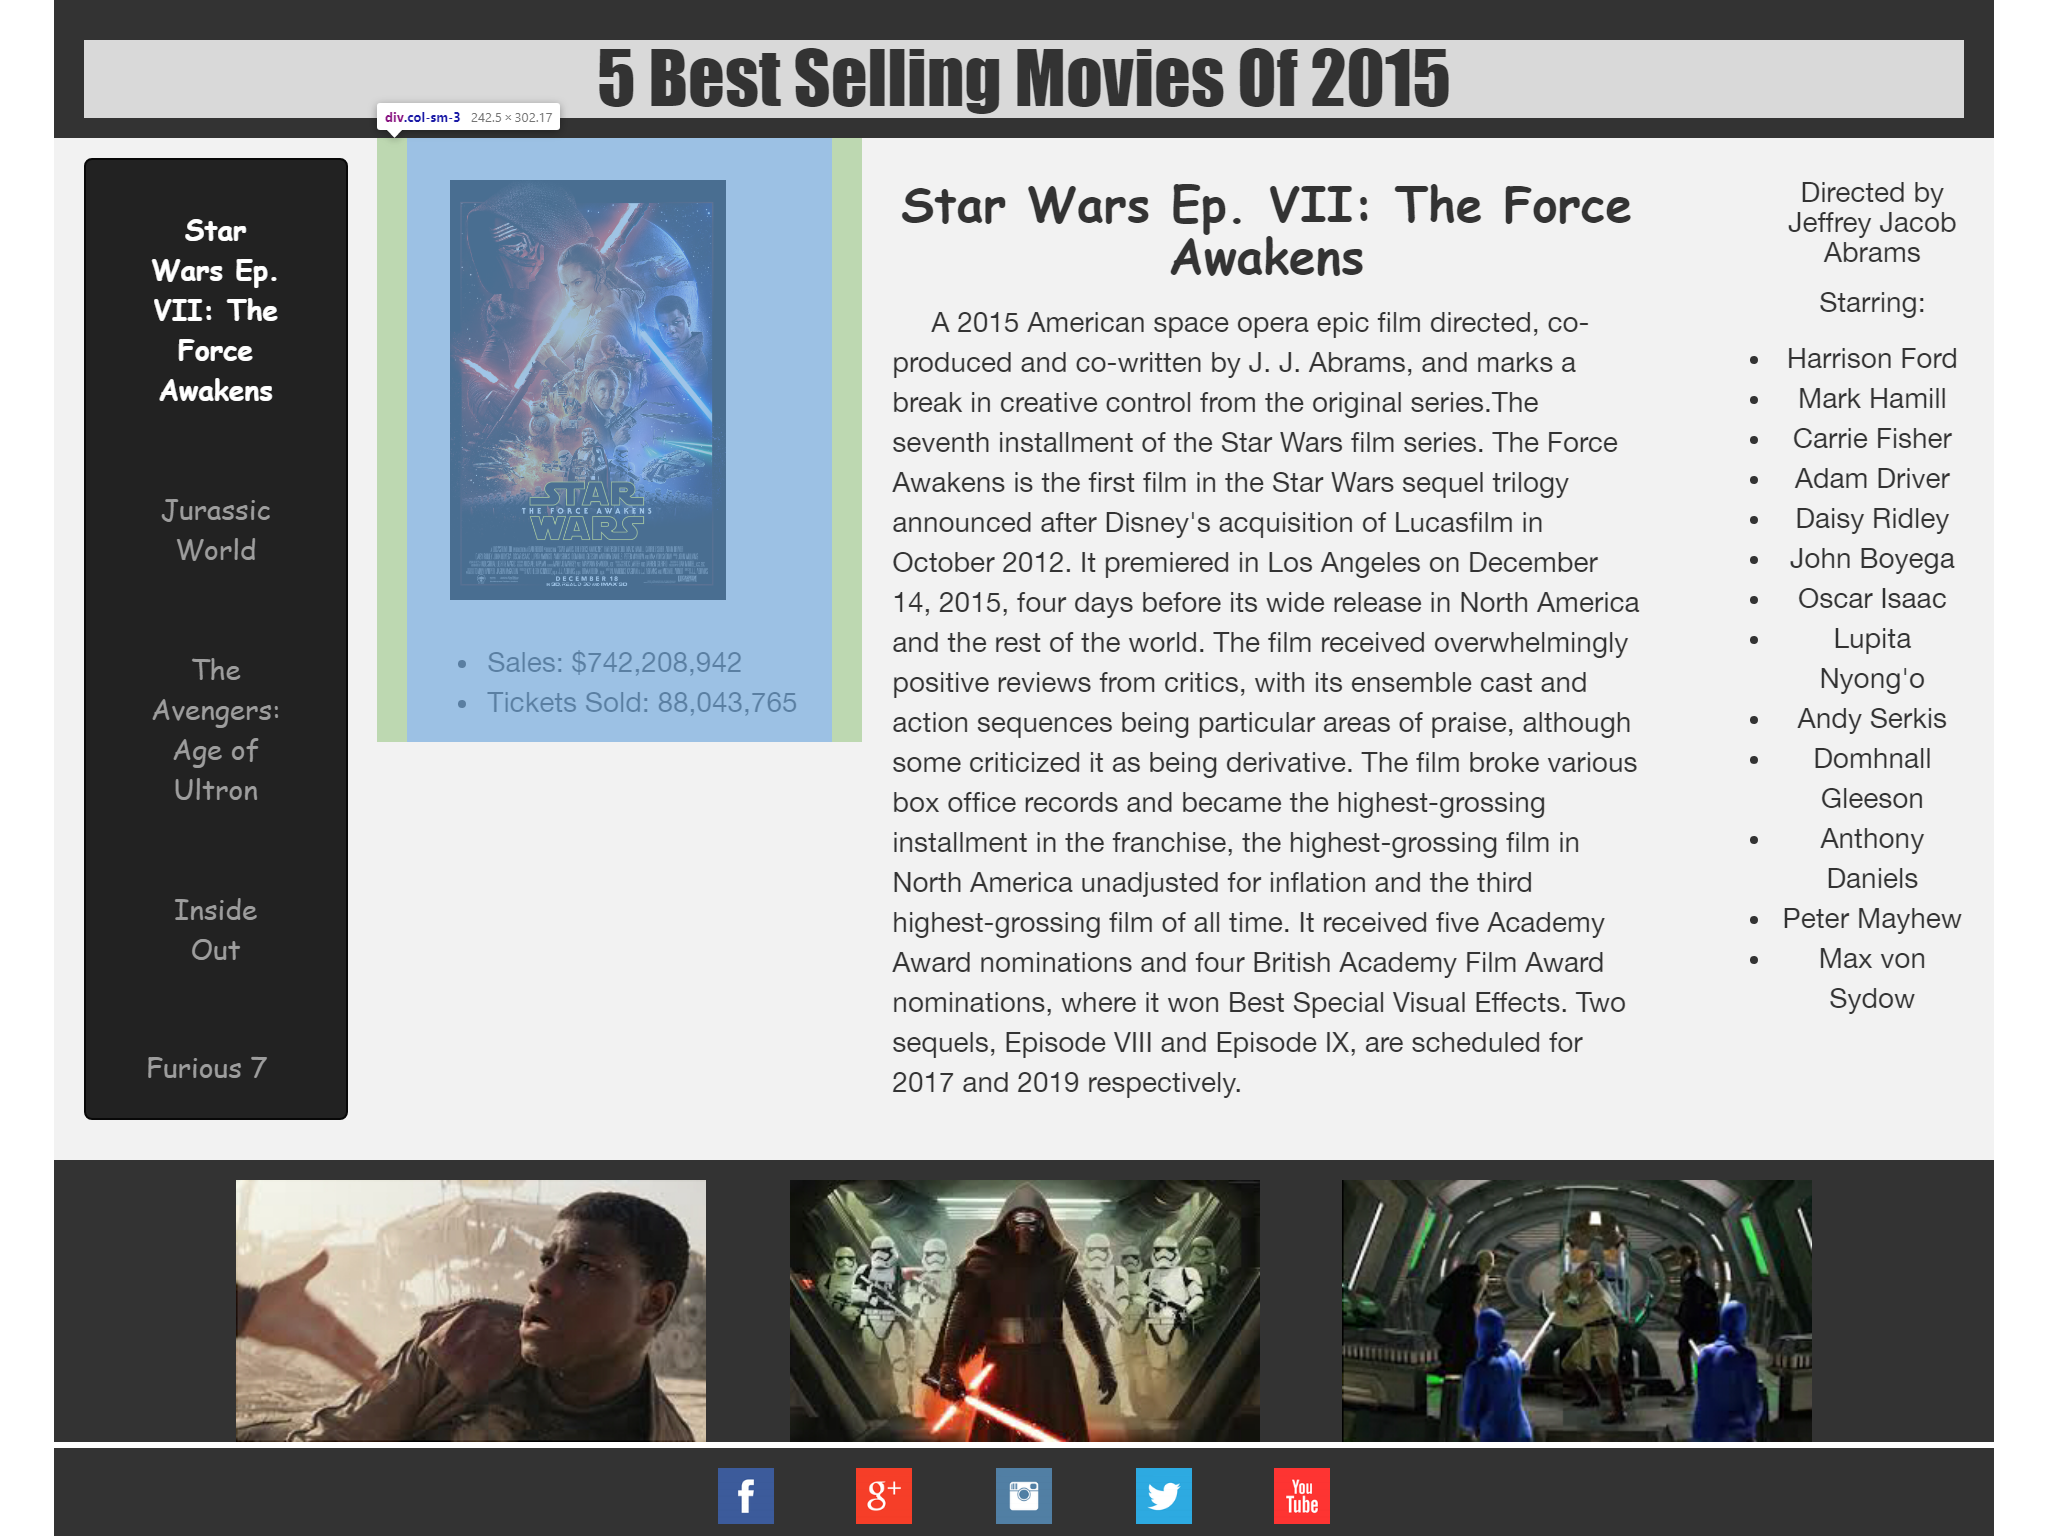 5 Best Selling Movies Of 2015
div.col-sm-3 242.5 × 302.17
Star
Wars Ep.
VII: The
Force
Awakens
Jurassic
World
The
Avengers:
Age of
Ultron
Inside
Out
Furious 7
STAR
THE FORCE AWAKENS
WARS
DECEMBER 18
• Sales: $742,208,942
• Tickets Sold: 88,043,765
Star Wars Ep. VII: The Force
Awakens
A 2015 American space opera epic film directed, co-
produced and co-written by J. J. Abrams, and marks a
break in creative control from the original series.The
seventh installment of the Star Wars film series. The Force
Awakens is the first film in the Star Wars sequel trilogy
announced after Disney's acquisition of Lucasfilm in
October 2012. It premiered in Los Angeles on December
14, 2015, four days before its wide release in North America
and the rest of the world. The film received overwhelmingly
positive reviews from critics, with its ensemble cast and
action sequences being particular areas of praise, although
some criticized it as being derivative. The film broke various
box office records and became the highest-grossing
installment in the franchise, the highest-grossing film in
North America unadjusted for inflation and the third
highest-grossing film of all time. It received five Academy
Award nominations and four British Academy Film Award
nominations, where it won Best Special Visual Effects. Two
sequels, Episode VIII and Episode IX, are scheduled for
2017 and 2019 respectively.
Directed by
Jeffrey Jacob
Abrams
Starring:
• Harrison Ford
• Mark Hamill
• Carrie Fisher
• Adam Driver
• Daisy Ridley
• John Boyega
• Oscar Isaac
• Lupita
Nyong'o
• Andy Serkis
• Domhnall
Gleeson
• Anthony
Daniels
• Peter Mayhew
• Max von
Sydow
f
g+
You
Tube